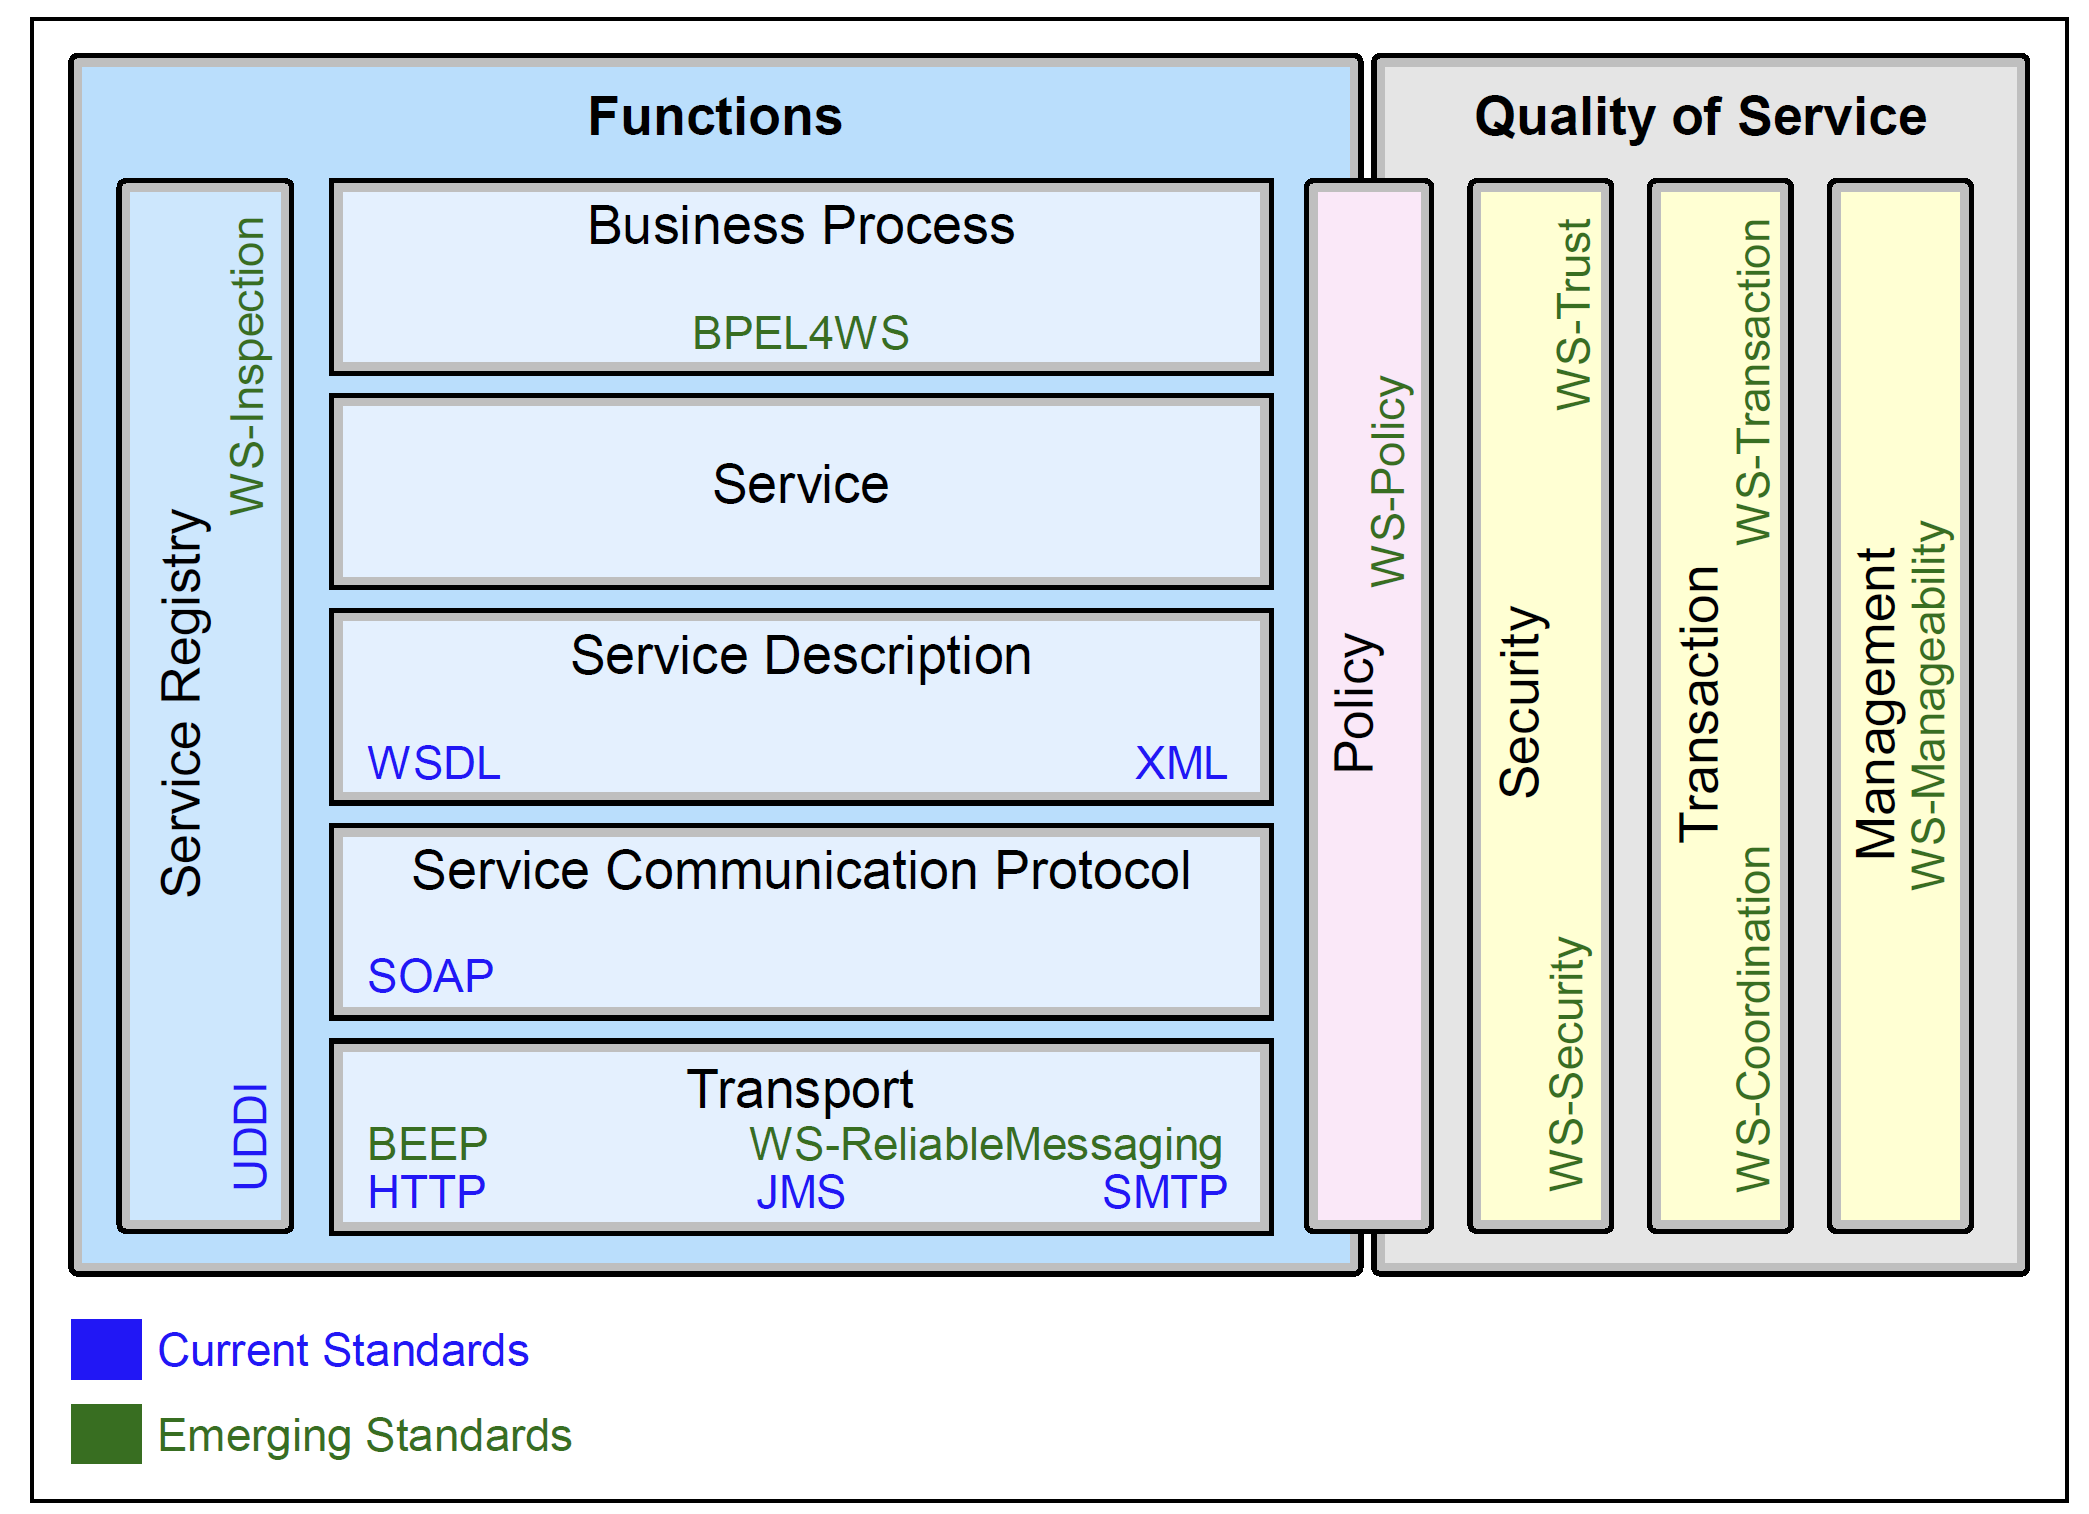 Functions
Quality of Service
Service Registry
WS-Inspection
UDDI
Business Process
BPEL4WS
Service
Service Description
WSDL XML
Service Communication Protocol
SOAP
Transport
BEEP WS-ReliableMessaging
HTTP JMS SMTP
Policy
WS-Policy
Security
WS-Trust
WS-Security
Transaction
WS-Transaction
WS-Coordination
Management
WS-Manageability
Current Standards
Emerging Standards